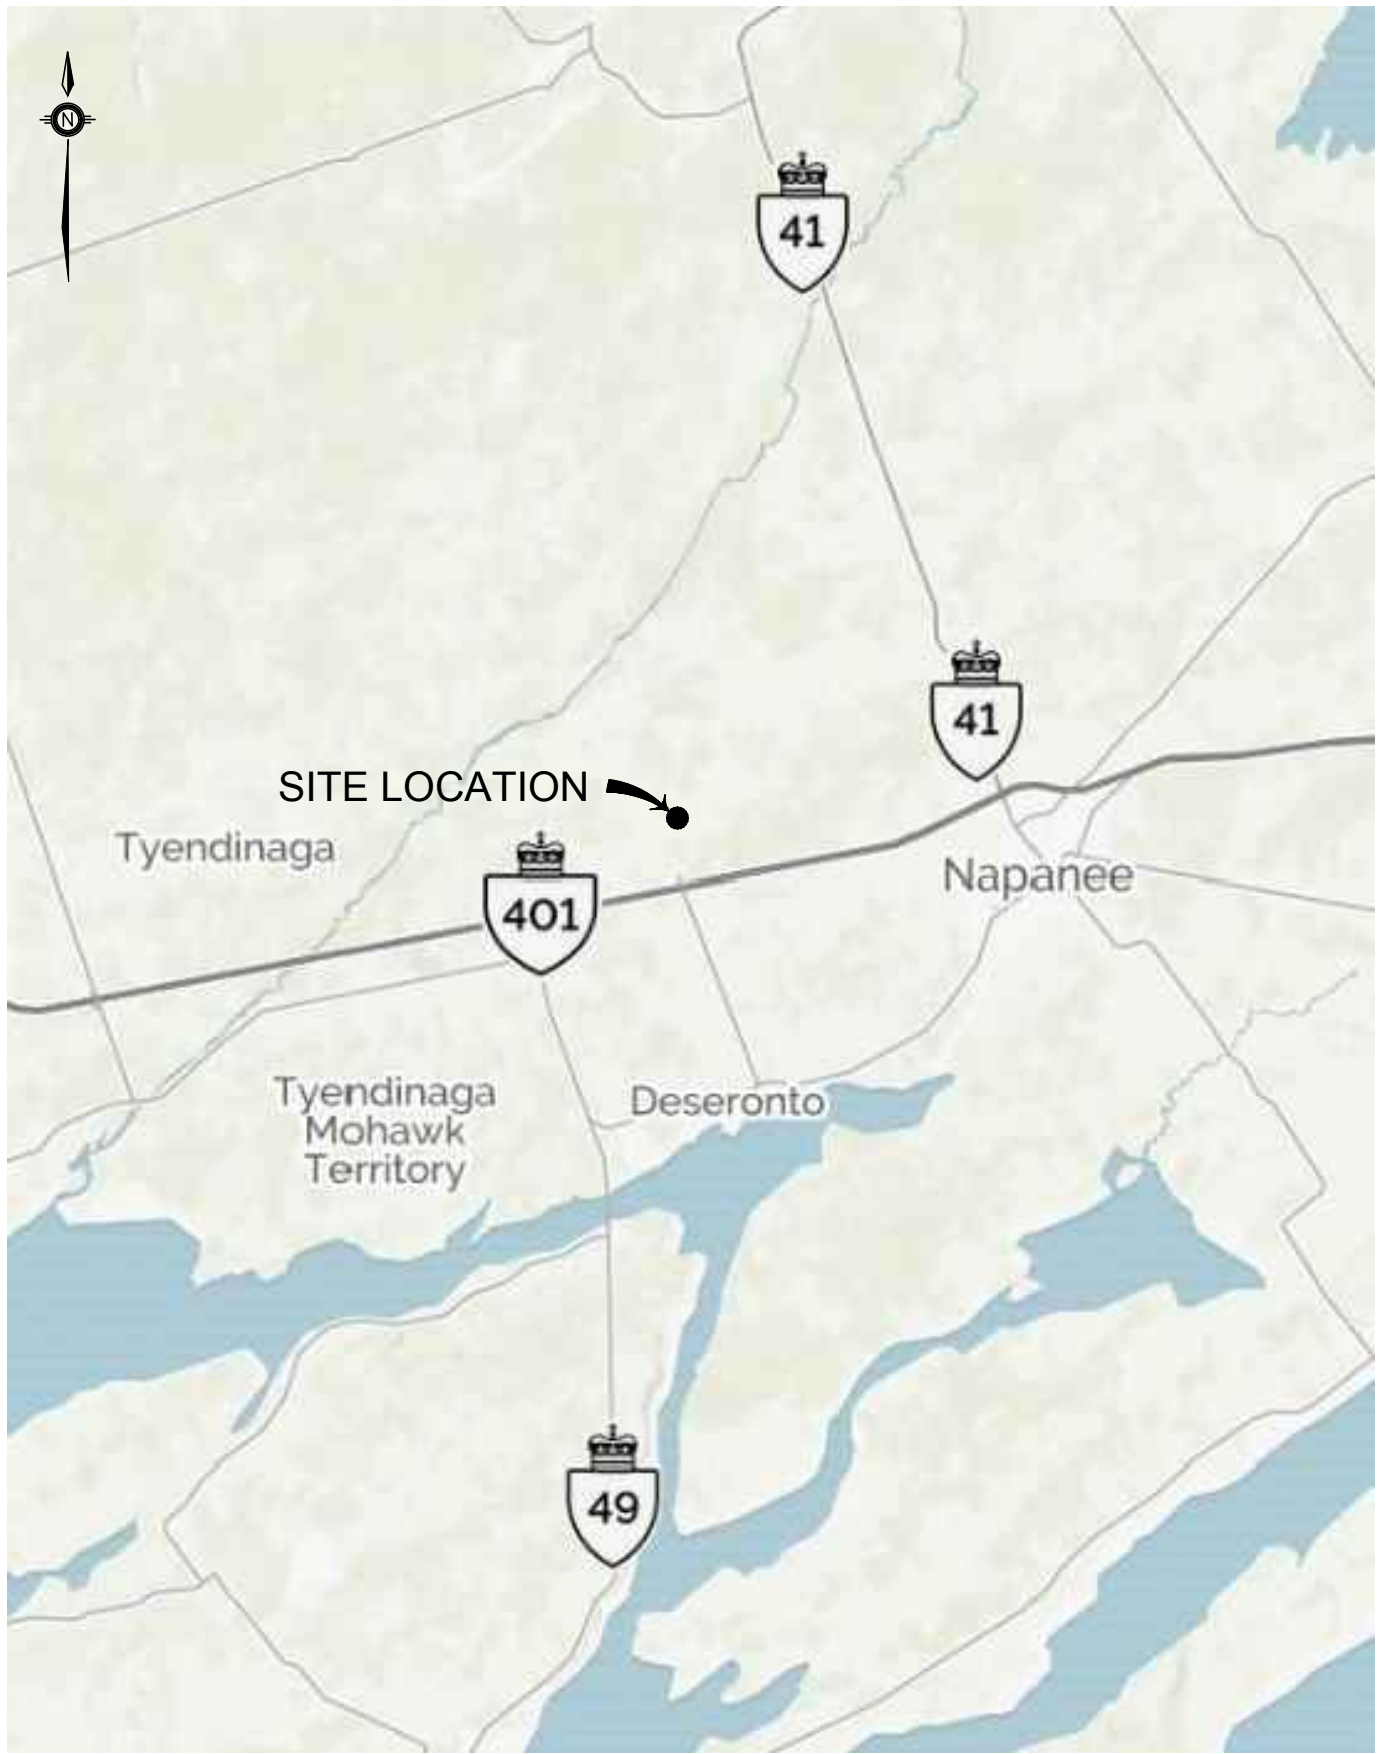 N
41
41
SITE LOCATION
Tyendinaga
401
Napanee
Tyendinaga
Mohawk
Territory
Deseronto
49